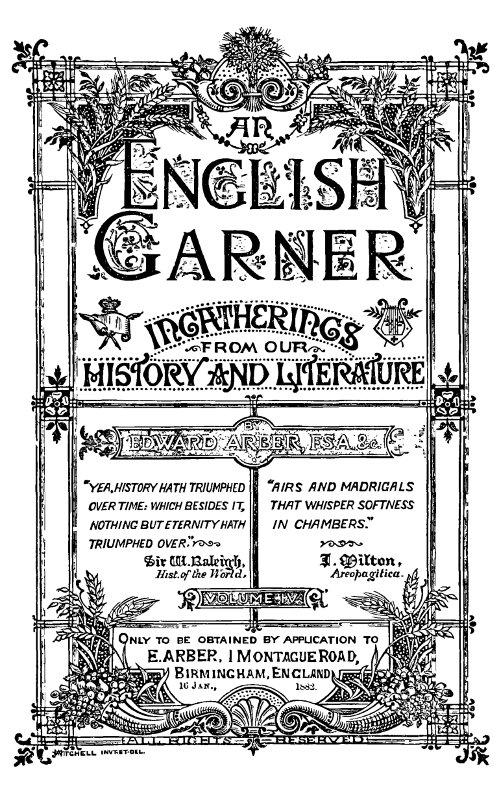 AN
ENGLISH
GARNER
INGATHERINGS
FROM OUR
HISTORY AND LITERATURE
BY
EDWARD ARBER, F.S.A. &c.
"YEA, HISTORY HATH TRIUMPHED
OVER TIME: WHICH BESIDES IT,
NOTHING BUT ETERNITY HATH
TRIUMPHED OVER."
Sir W. Raleigh,
Hist. of the World.
"AIRS AND MADRIGALS
THAT WHISPER SOFTNESS
IN CHAMBERS."
J. Milton,
Areopagitica.
VOLUME IV.
ONLY TO BE OBTAINED BY APPLICATION TO
E. ARBER, 1 MONTAGUE ROAD,
BIRMINGHAM, ENGLAND
16 JAN., 1882.
ALL RIGHTS RESERVED
MITCHELL INVT. ET. DEL.